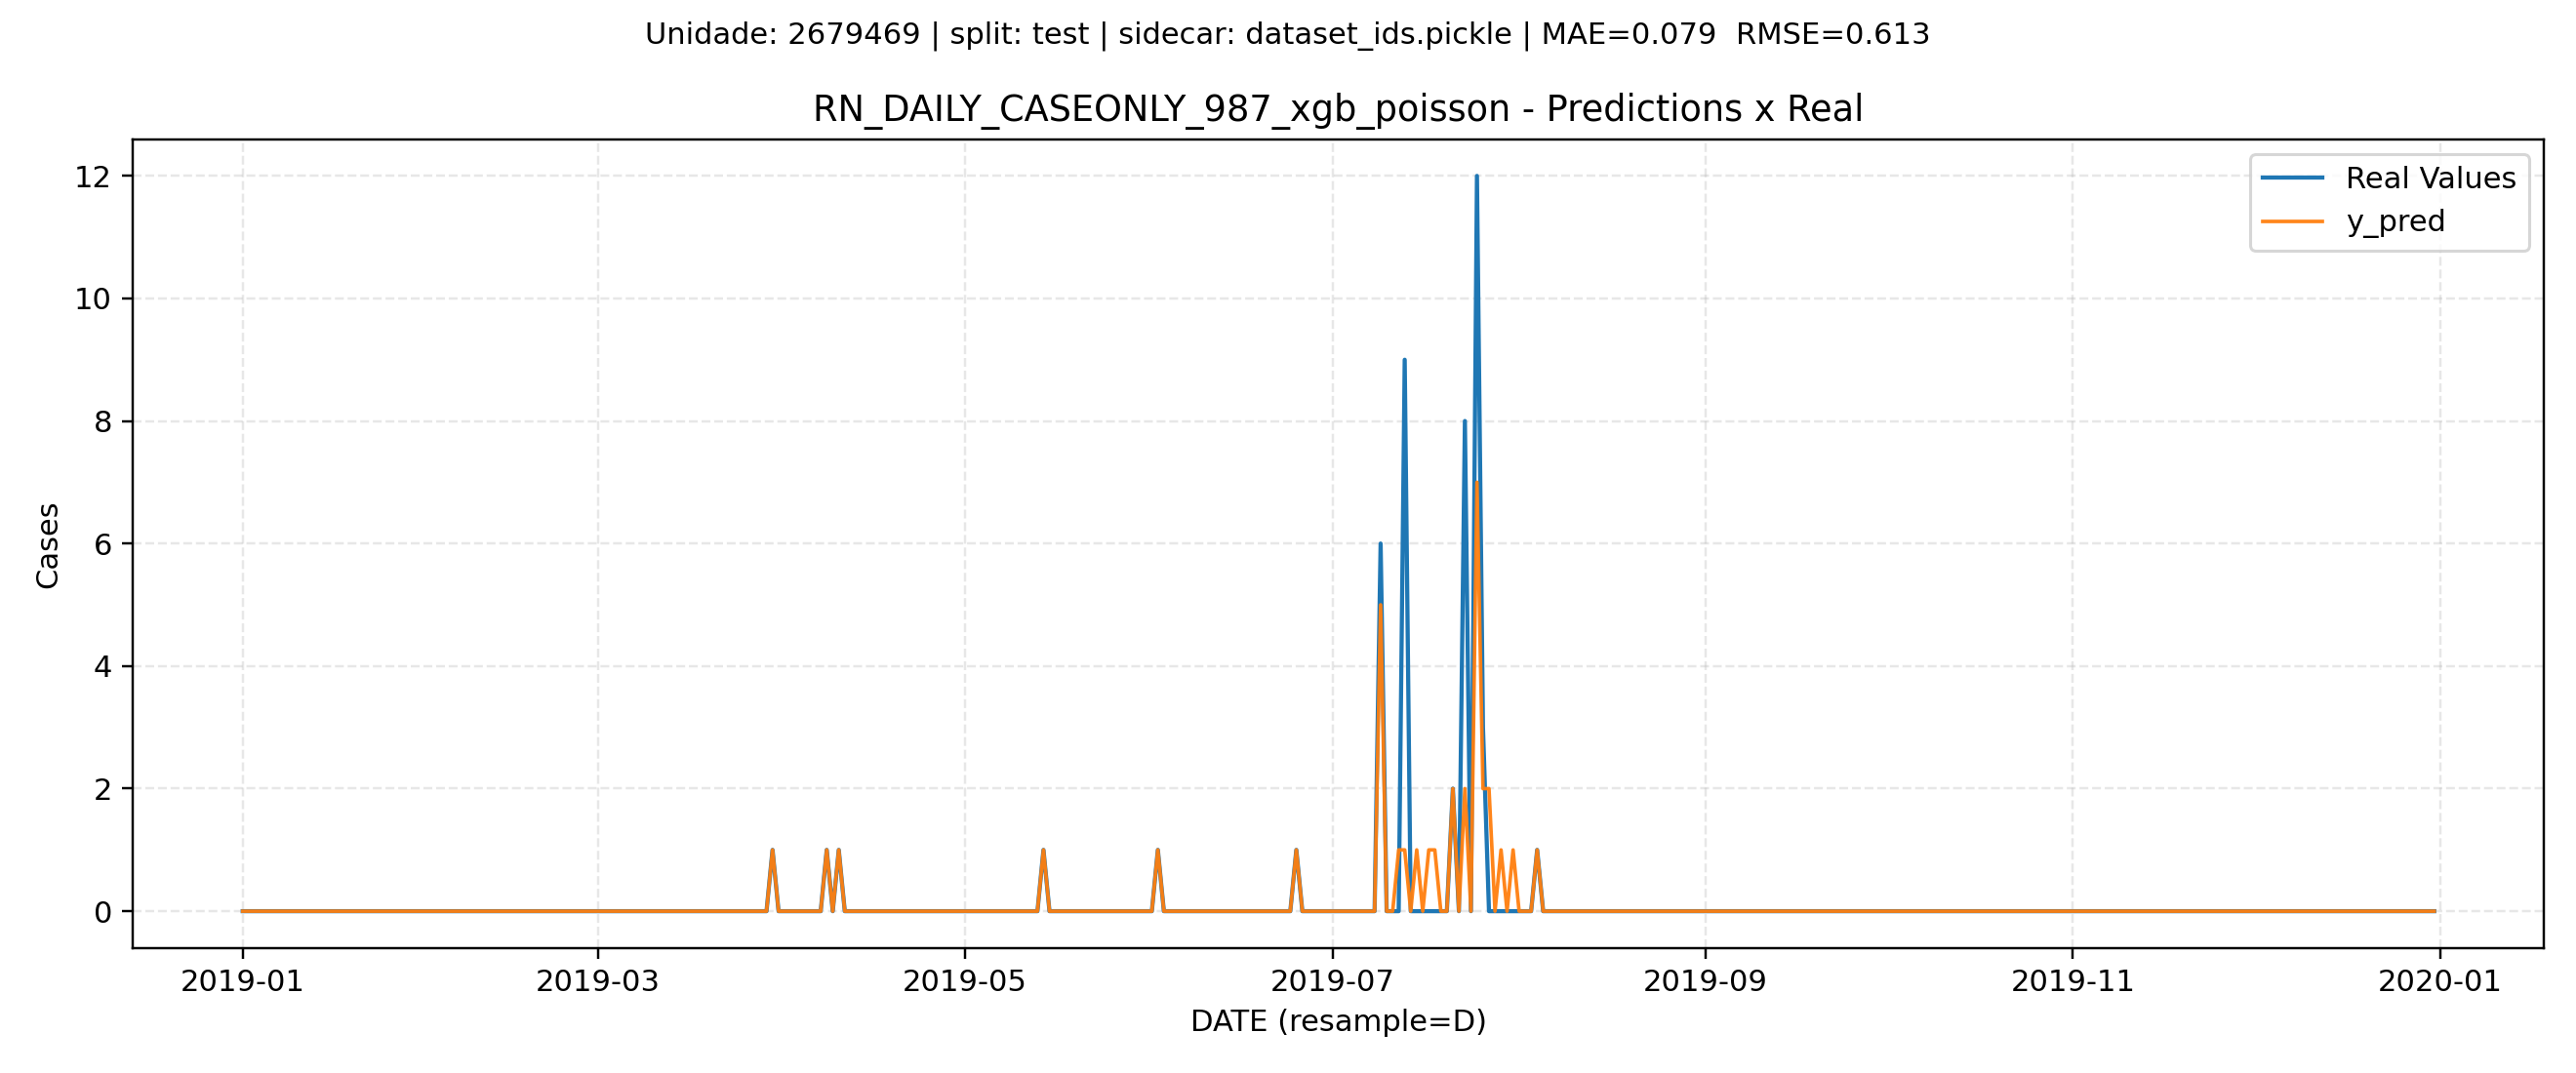 Unidade: 2679469 | split: test | sidecar: dataset_ids.pickle | MAE=0.079  RMSE=0.613
RN_DAILY_CASEONLY_987_xgb_poisson - Predictions x Real
Real Values
y_pred
12
10
8
6
4
2
0
Cases
2019-01
2019-03
2019-05
2019-07
2019-09
2019-11
2020-01
DATE (resample=D)